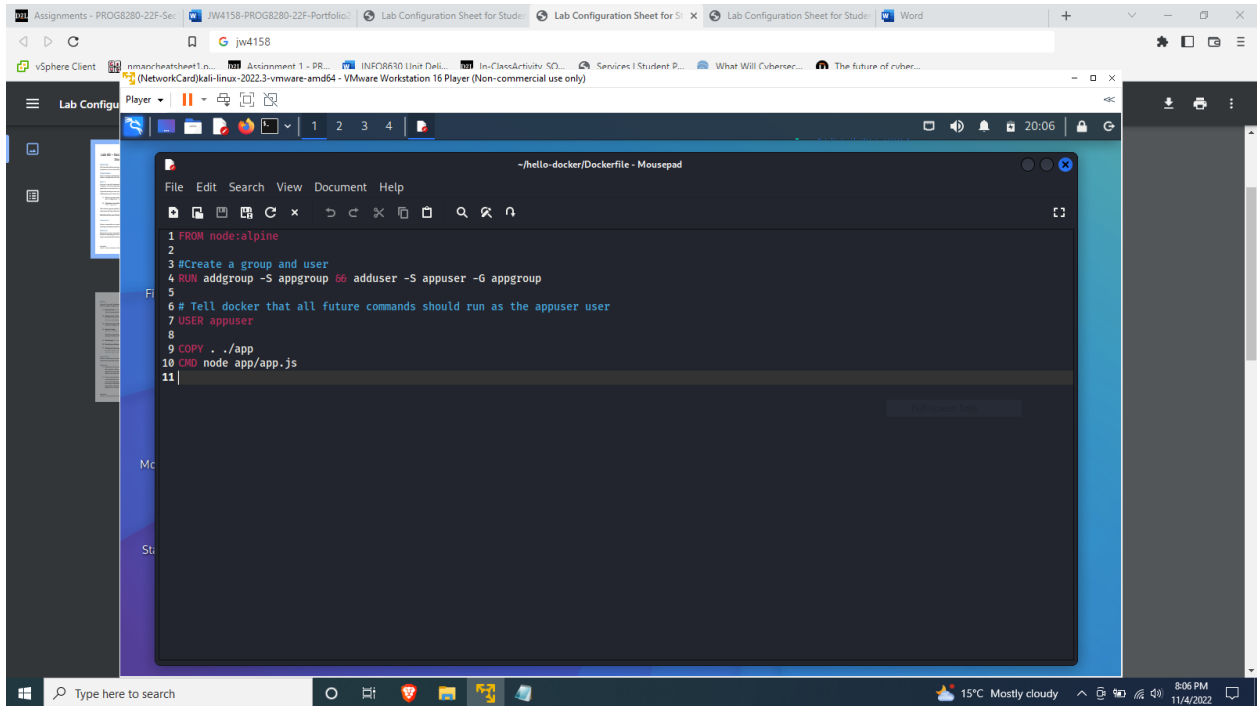 Assignments - PROG8280-22F-Sec
JW4158-PROG8280-22F-Portfolio2
Lab Configuration Sheet for Studen
Lab Configuration Sheet for St
Lab Configuration Sheet for Studen
Word
jw4158
vSphere Client
nmapcheatsheet1.p...
Assignment 1 - PR...
INFO8630 Unit Deli...
In-ClassActivity_SQ...
Services | Student P...
What Will Cybersec...
The future of cyber...
(NetworkCard)kali-linux-2022.3-vmware-amd64 - VMware Workstation 16 Player (Non-commercial use only)
Lab Configu
Player
1 2 3 4
20:06
~/hello-docker/Dockerfile - Mousepad
File Edit Search View Document Help
1 FROM node:alpine
2
3 #Create a group and user
4 RUN addgroup -S appgroup && adduser -S appuser -G appgroup
5
6 # Tell docker that all future commands should run as the appuser user
7 USER appuser
8
9 COPY . ./app
10 CMD node app/app.js
11
Fi
Mo
Sta
Type here to search
15°C Mostly cloudy
8:06 PM
11/4/2022